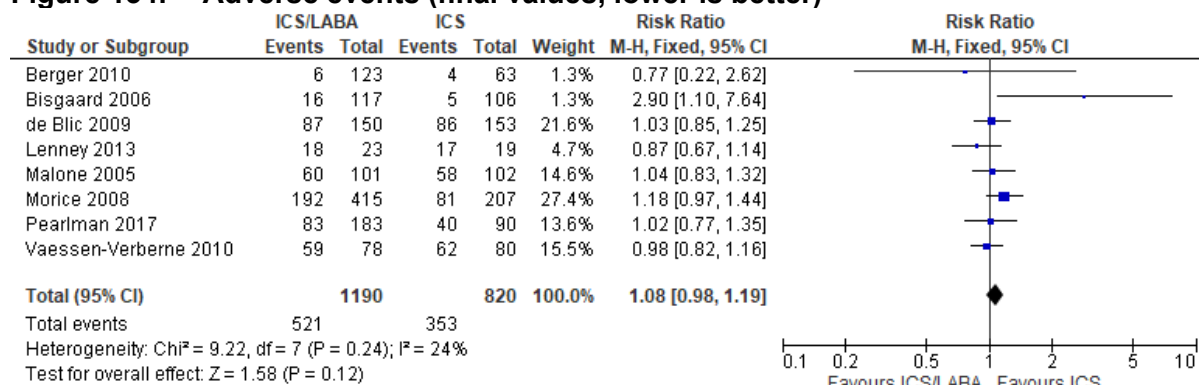 Figure 154: Adverse events (final values, lower is better)
ICS/LABA ICS Risk Ratio Risk Ratio
Study or Subgroup Events Total Events Total Weight M-H, Fixed, 95% CI M-H, Fixed, 95% CI
Berger 2010 6 123 4 63 1.3% 0.77 [0.22, 2.62]
Bisgaard 2006 16 117 5 106 1.3% 2.90 [1.10, 7.64]
de Blic 2009 87 150 86 153 21.6% 1.03 [0.85, 1.25]
Lenney 2013 18 23 17 19 4.7% 0.87 [0.67, 1.14]
Malone 2005 60 101 58 102 14.6% 1.04 [0.83, 1.32]
Morice 2008 192 415 81 207 27.4% 1.18 [0.97, 1.44]
Pearlman 2017 83 183 40 90 13.6% 1.02 [0.77, 1.35]
Vaessen-Verberne 2010 59 78 62 80 15.5% 0.98 [0.82, 1.16]
Total (95% CI) 1190 820 100.0% 1.08 [0.98, 1.19]
Total events 521 353
Heterogeneity: Chi² = 9.22, df = 7 (P = 0.24); I² = 24%
Test for overall effect: Z = 1.58 (P = 0.12)
0.1 0.2 0.5 1 2 5 10
Favours ICS/LABA Favours ICS